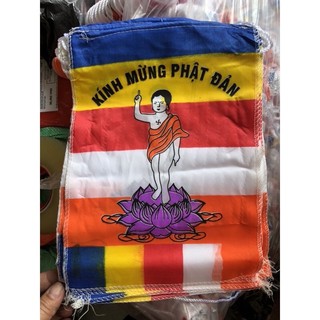 KÍNH MỪNG PHẬT ĐẢN